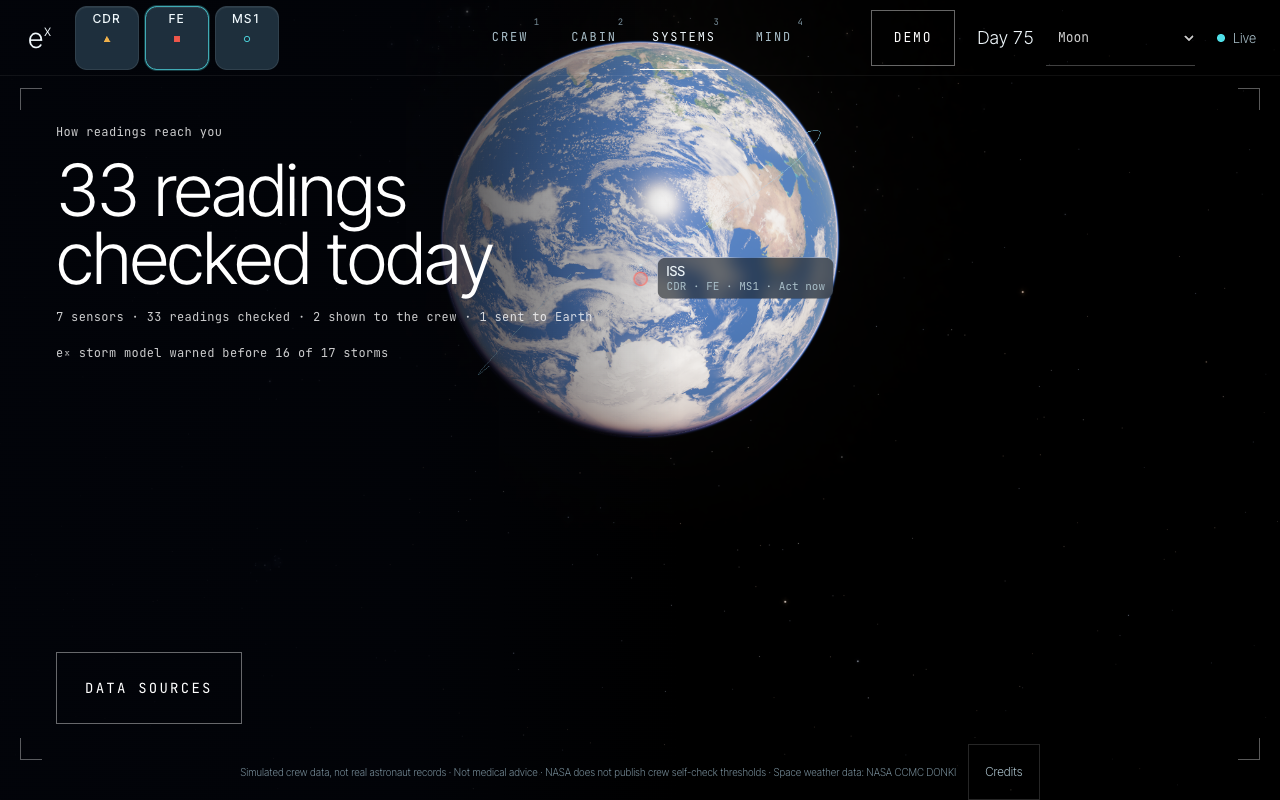 eˣ
CDR
FE
MS1
CREW 1
CABIN 2
SYSTEMS 3
MIND 4
DEMO
Day 75
Moon
Live
How readings reach you
33 readings
checked today
7 sensors · 33 readings checked · 2 shown to the crew · 1 sent to Earth
eˣ storm model warned before 16 of 17 storms
ISS
CDR · FE · MS1 · Act now
DATA SOURCES
Simulated crew data, not real astronaut records · Not medical advice · NASA does not publish crew self-check thresholds · Space weather data: NASA CCMC DONKI
Credits